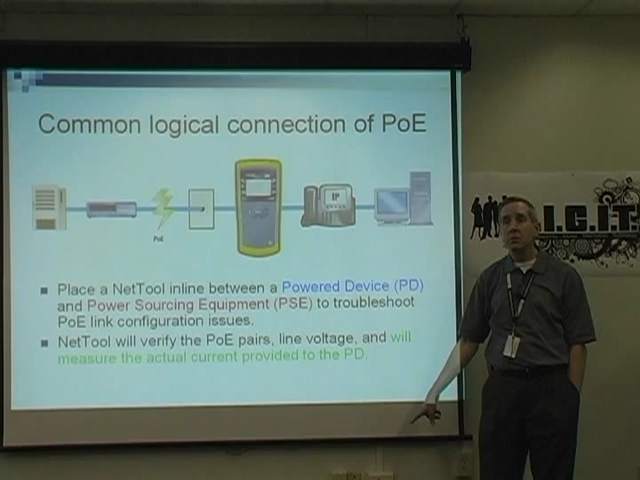 Common logical connection of PoE
PoE
IP
Place a NetTool inline between a Powered Device (PD)
and Power Sourcing Equipment (PSE) to troubleshoot
PoE link configuration issues.
NetTool will verify the PoE pairs, line voltage, and will
measure the actual current provided to the PD.
I.C.I.T.